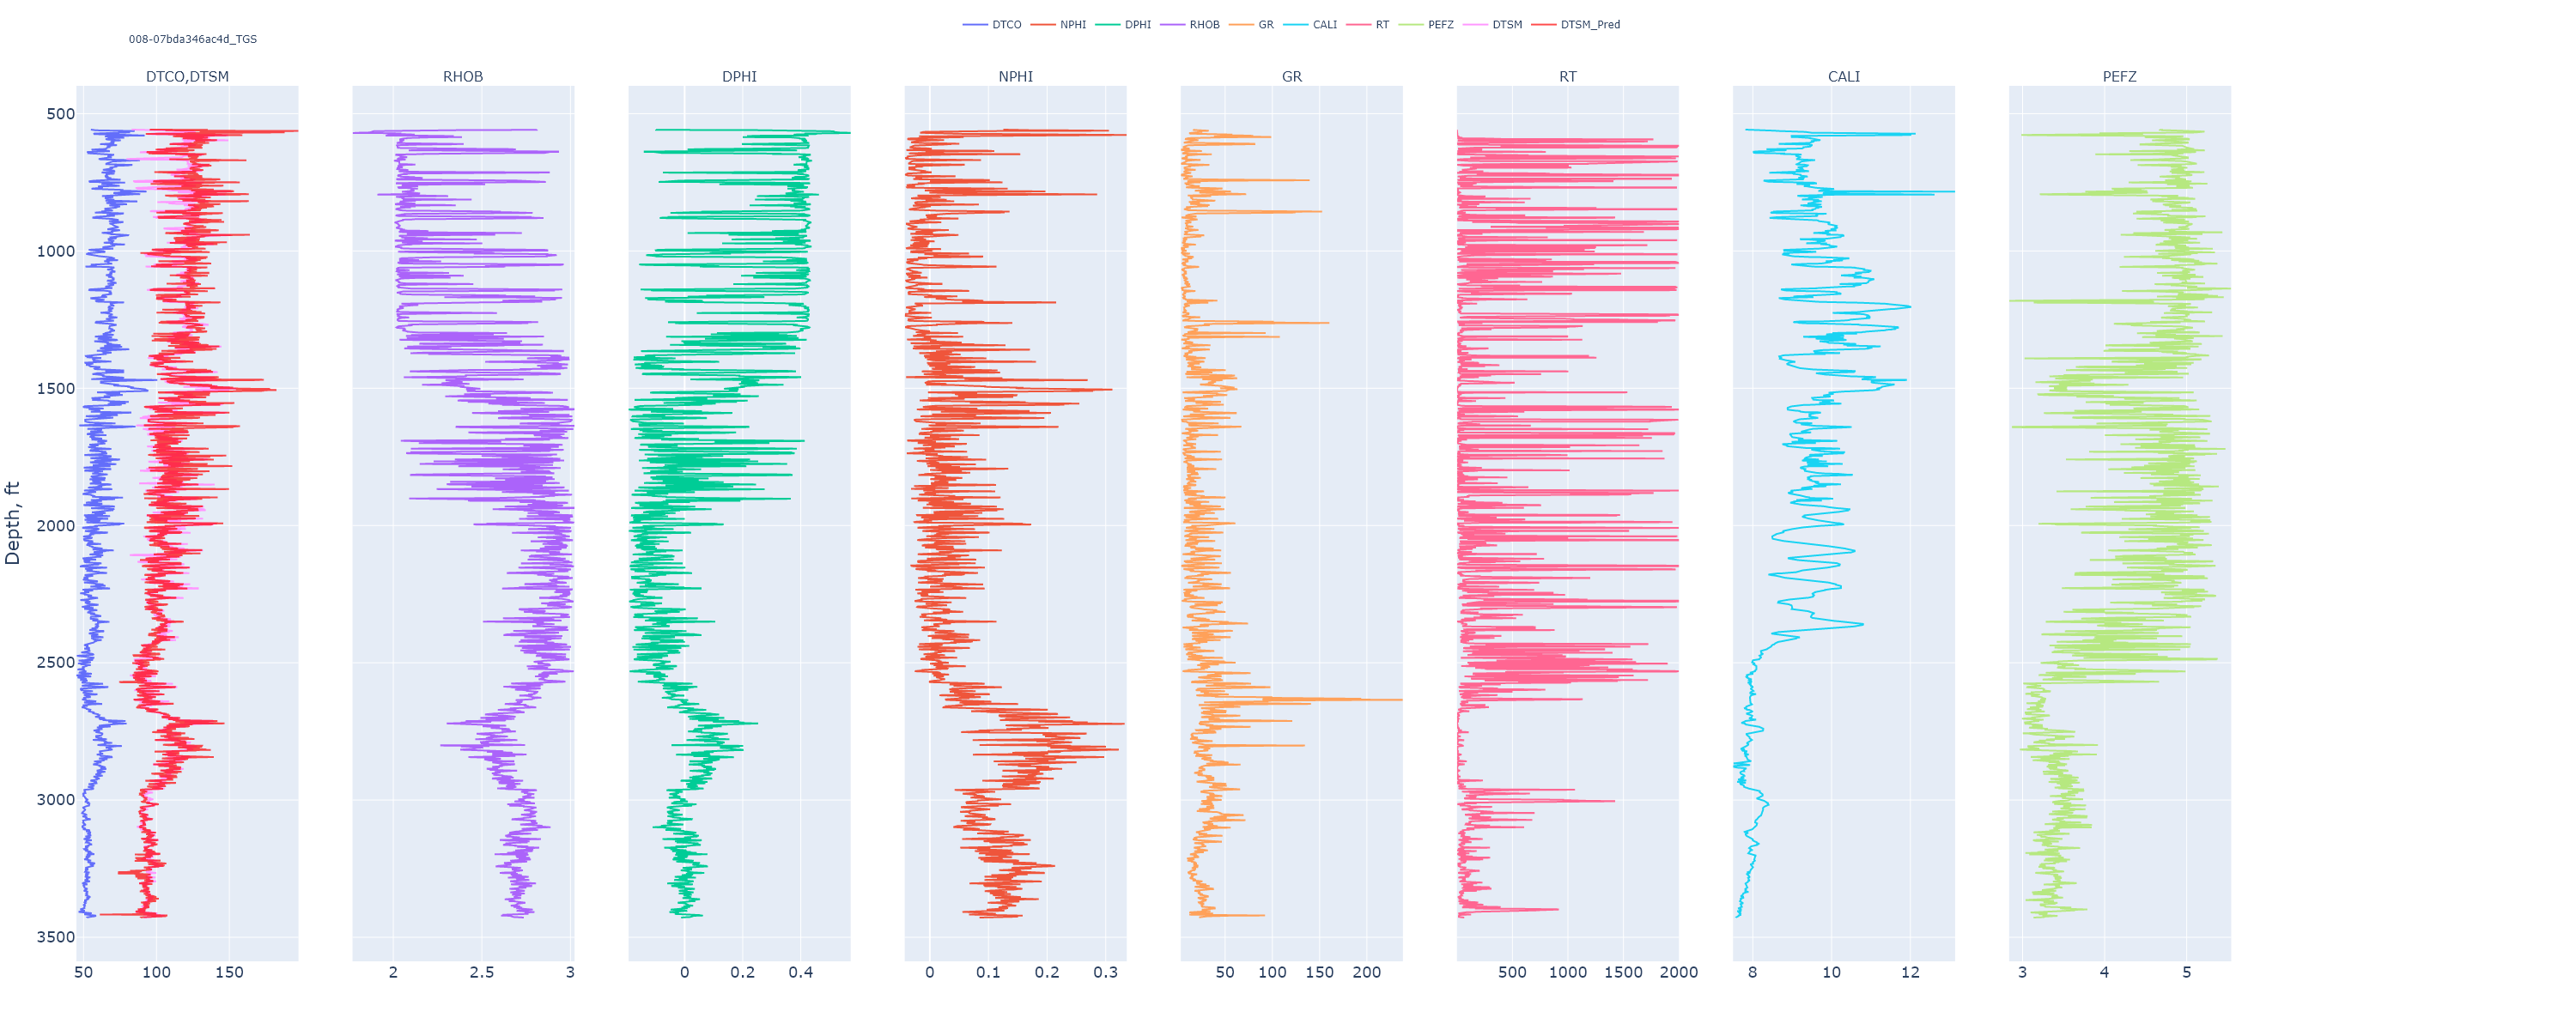 DTCO NPHI DPHI RHOB GR CALI RT PEFZ DTSM DTSM_Pred
008-07bda346ac4d_TGS
DTCO,DTSM RHOB DPHI NPHI GR RT CALI PEFZ
500
1000
1500
2000
2500
3000
3500
Depth, ft
50 100 150 2 2.5 3 0 0.2 0.4 0 0.1 0.2 0.3 50 100 150 200 500 1000 1500 2000 8 10 12 3 4 5